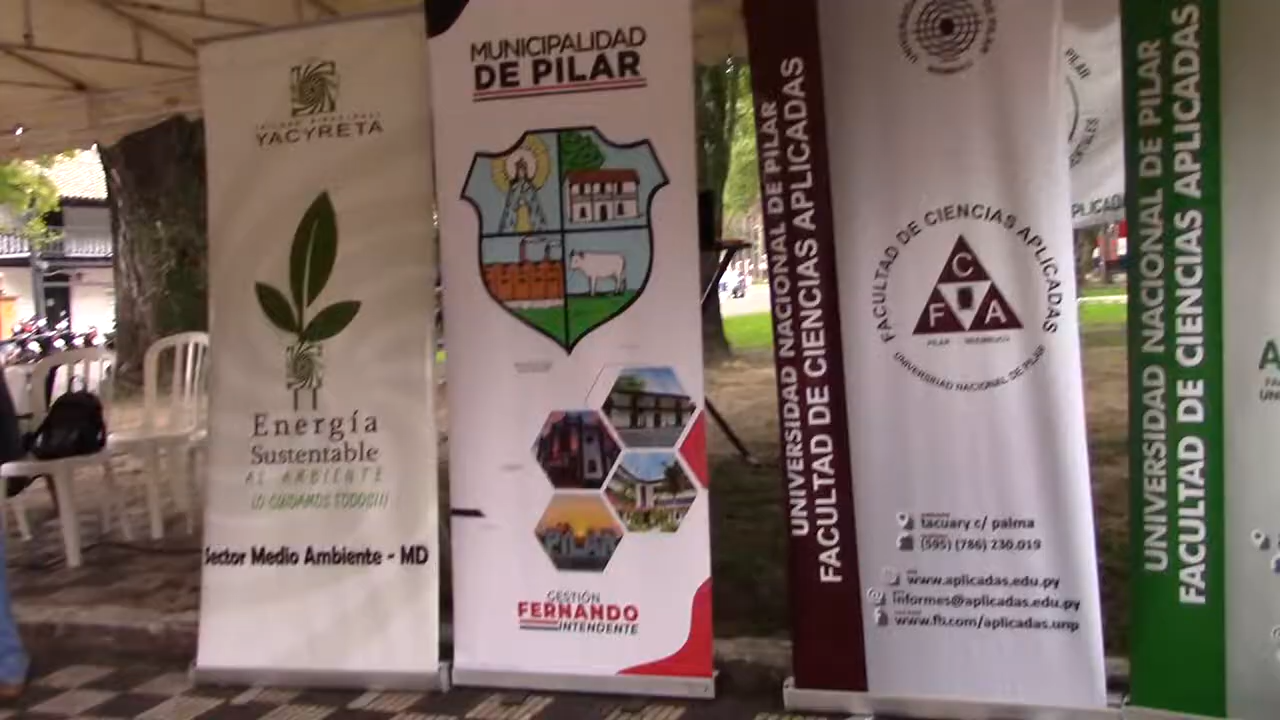 YACYRETA
Energía
Sustentable
AL AMBIENTE
LO CUIDAMOS TODOS!!!
Sector Medio Ambiente - MD
MUNICIPALIDAD
DE PILAR
PILAR
GESTIÓN
FERNANDO
INTENDENTE
UNIVERSIDAD NACIONAL DE PILAR
FACULTAD DE CIENCIAS APLICADAS
FACULTAD DE CIENCIAS APLICADAS
C
F A
UNIVERSIDAD NACIONAL DE PILAR
tacuary c/ palma
(595) (786) 230.019
www.aplicadas.edu.py
informes@aplicadas.edu.py
www.fb.com/aplicadas.unp
PILAR
UNIVERSIDAD NACIONAL DE PILAR
FACULTAD DE CIENCIAS APLICADAS